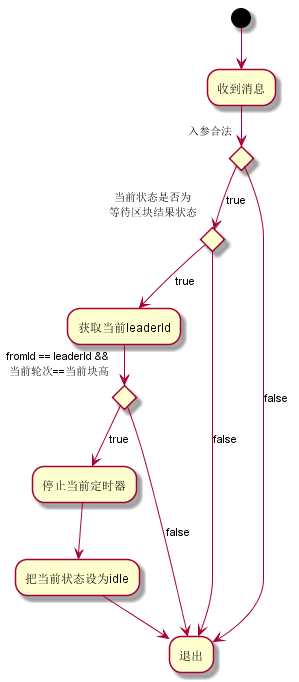 收到消息
入参合法
true
当前状态是否为
等待区块结果状态
true
获取当前leaderId
fromId == leaderId &&
当前轮次==当前块高
false
false
true
停止当前定时器
false
把当前状态设为idle
退出